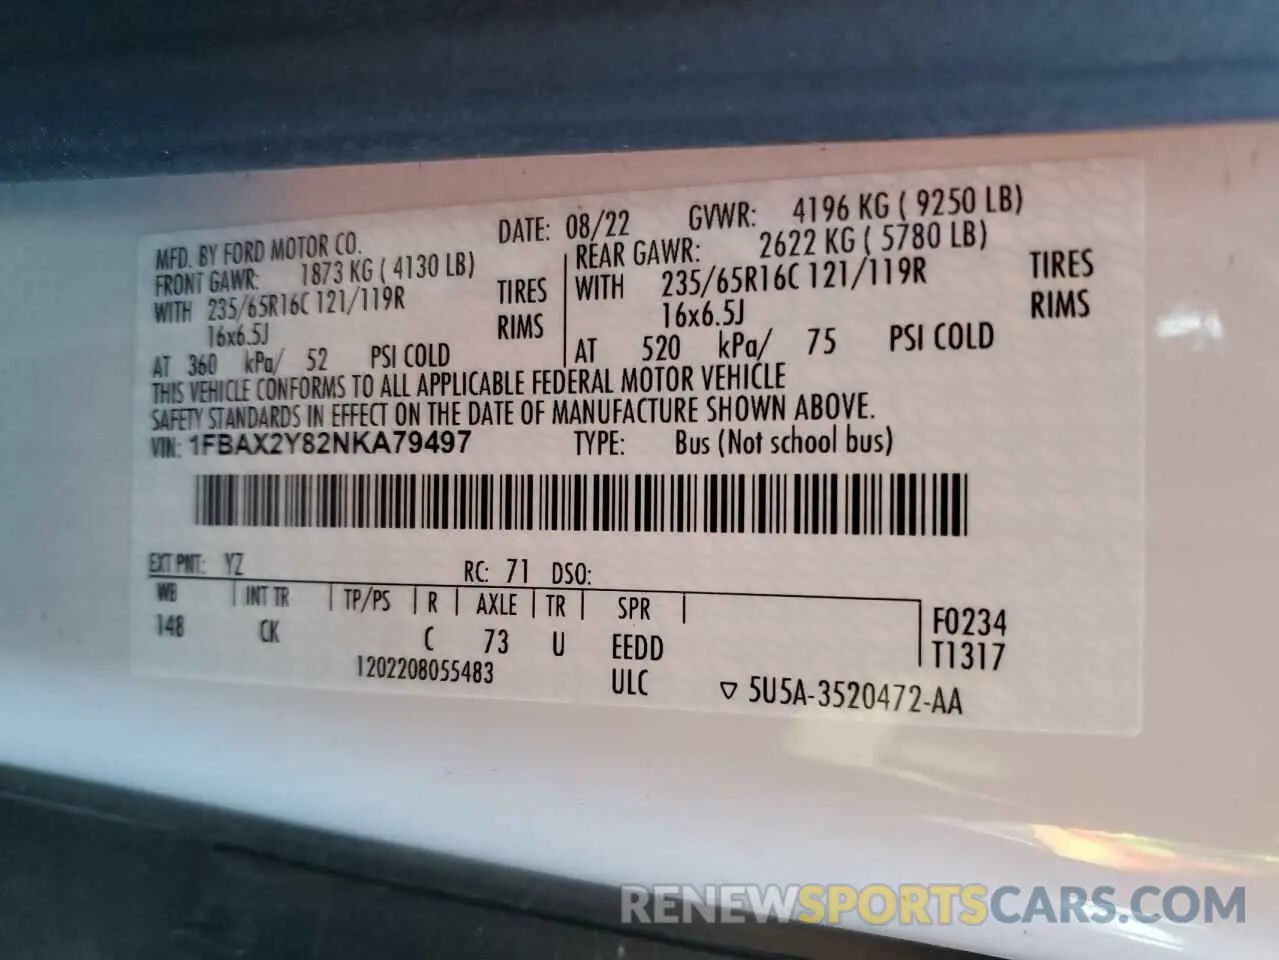 MFD. BY FORD MOTOR CO. DATE: 08/22 GVWR: 4196 KG ( 9250 LB)
FRONT GAWR: 1873 KG ( 4130 LB) REAR GAWR: 2622 KG ( 5780 LB)
WITH 235/65R16C 121/119R TIRES WITH 235/65R16C 121/119R TIRES
16x6.5J RIMS 16x6.5J RIMS
AT 360 kPa/ 52 PSI COLD AT 520 kPa/ 75 PSI COLD
THIS VEHICLE CONFORMS TO ALL APPLICABLE FEDERAL MOTOR VEHICLE
SAFETY STANDARDS IN EFFECT ON THE DATE OF MANUFACTURE SHOWN ABOVE.
VIN: 1FBAX2Y82NKA79497 TYPE: Bus (Not school bus)
EXT PNT: YZ RC: 71 DSO:
WB INT TR TP/PS R AXLE TR SPR F0234
148 CK C 73 U EEDD T1317
1202208055483 ULC ▽ 5U5A-3520472-AA
RENEWSPORTSCARS.COM